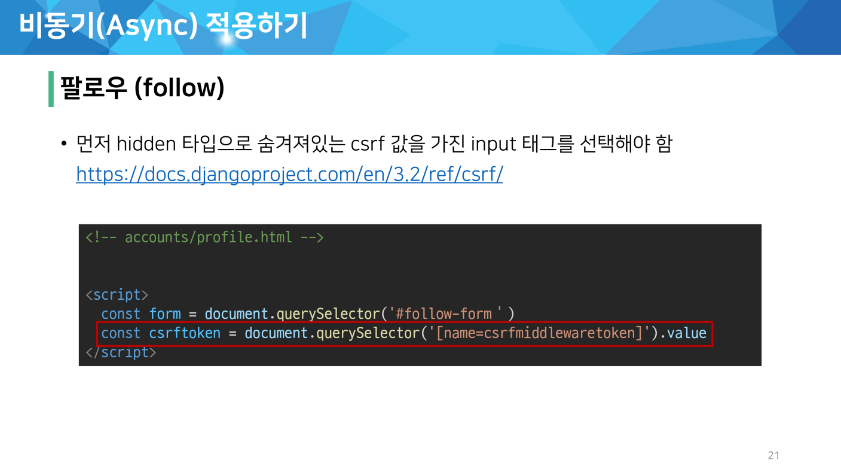 비동기(Async) 적용하기
팔로우 (follow)
• 먼저 hidden 타입으로 숨겨져있는 csrf 값을 가진 input 태그를 선택해야 함
https://docs.djangoproject.com/en/3.2/ref/csrf/
<!-- accounts/profile.html -->
<script>
const form = document.querySelector('#follow-form')
const csrftoken = document.querySelector('[name=csrfmiddlewaretoken]').value
</script>
21